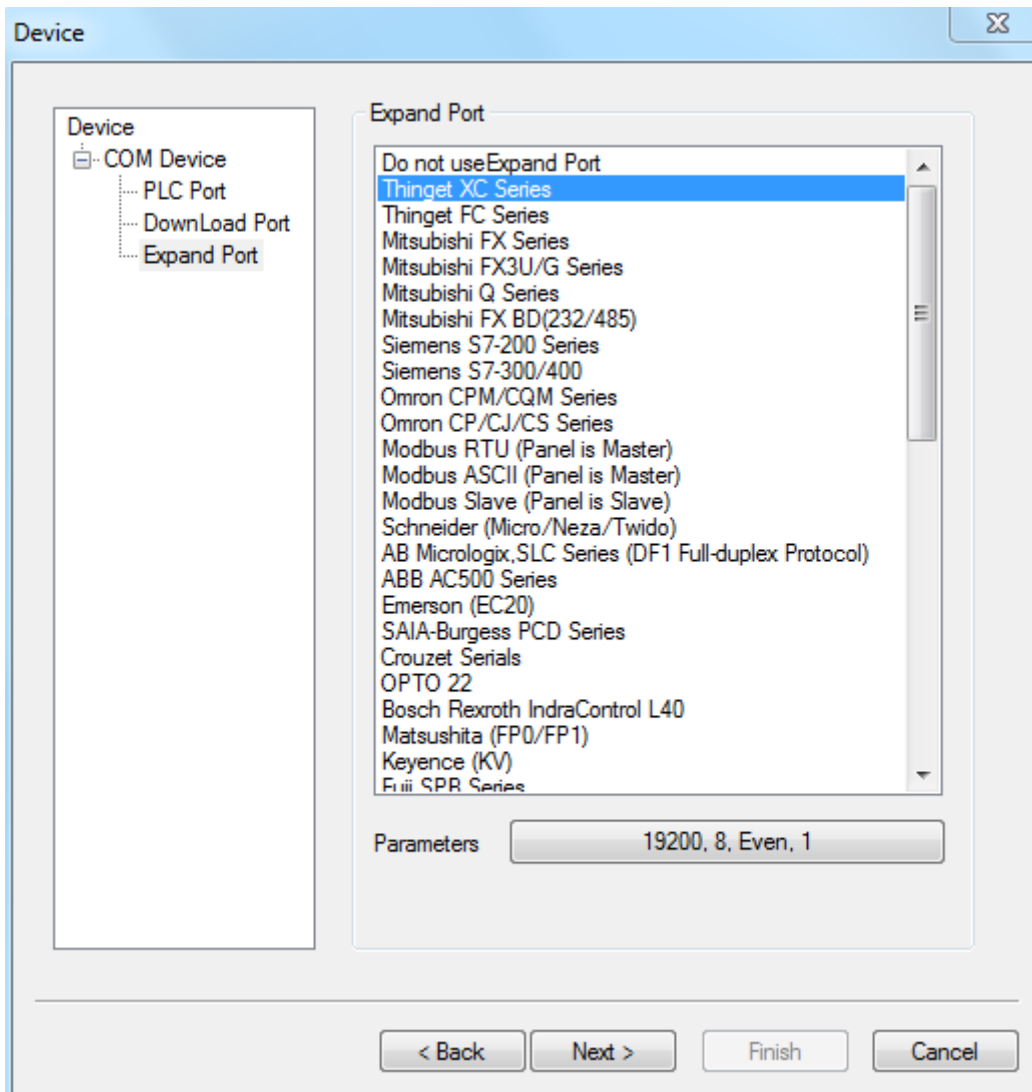 Device
Device
COM Device
PLC Port
DownLoad Port
Expand Port
Expand Port
Do not useExpand Port
Thinget XC Series
Thinget FC Series
Mitsubishi FX Series
Mitsubishi FX3U/G Series
Mitsubishi Q Series
Mitsubishi FX BD(232/485)
Siemens S7-200 Series
Siemens S7-300/400
Omron CPM/CQM Series
Omron CP/CJ/CS Series
Modbus RTU (Panel is Master)
Modbus ASCII (Panel is Master)
Modbus Slave (Panel is Slave)
Schneider (Micro/Neza/Twido)
AB Micrologix,SLC Series (DF1 Full-duplex Protocol)
ABB AC500 Series
Emerson (EC20)
SAIA-Burgess PCD Series
Crouzet Serials
OPTO 22
Bosch Rexroth IndraControl L40
Matsushita (FP0/FP1)
Keyence (KV)
Fuji SPB Series
Parameters 19200, 8, Even, 1
< Back Next > Finish Cancel